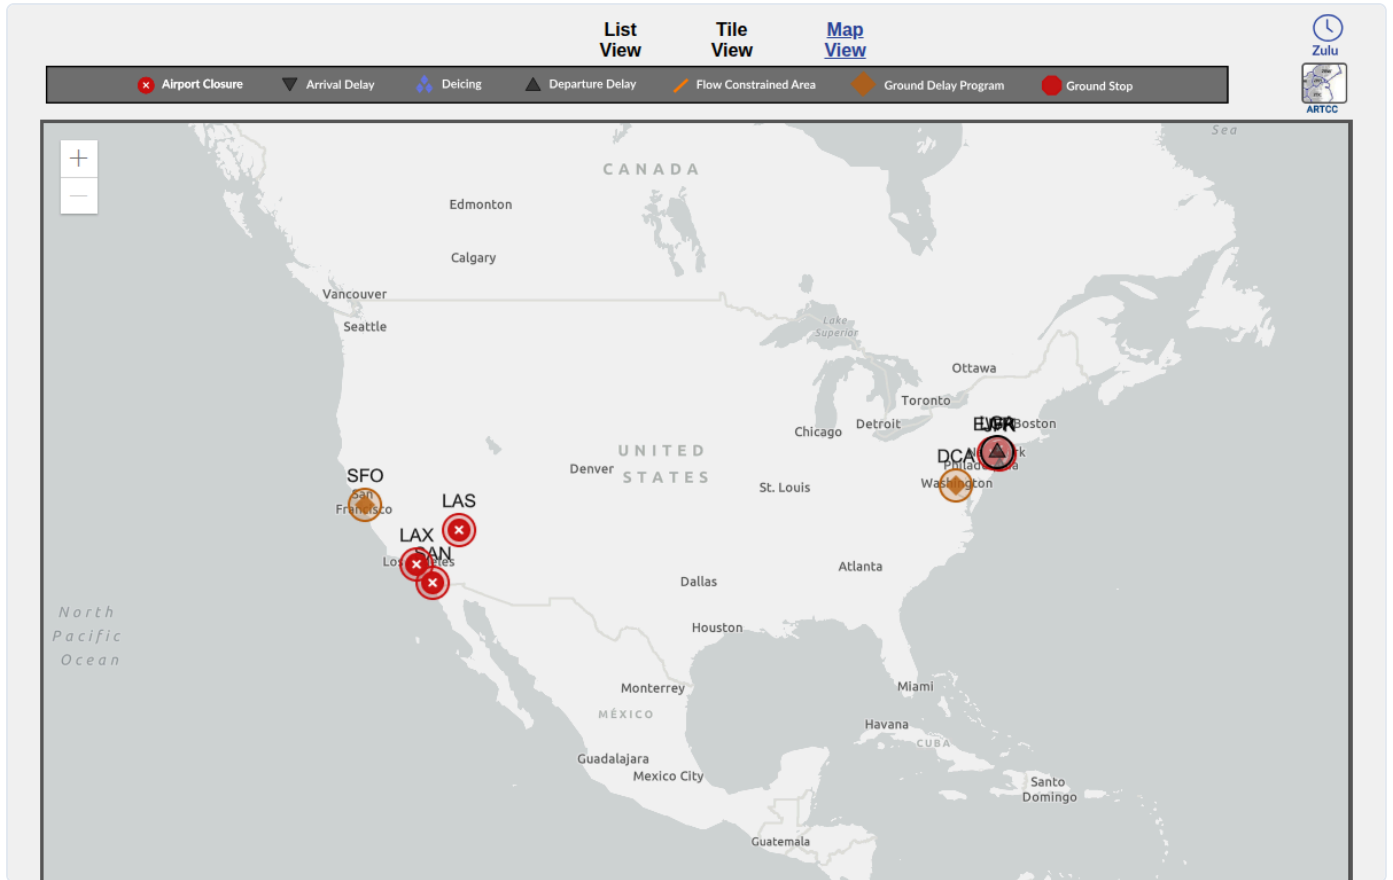 List
View
Tile
View
Map
View
Zulu
Airport Closure
Arrival Delay
Deicing
Departure Delay
Flow Constrained Area
Ground Delay Program
Ground Stop
ARTCC
+
Sea
CANADA
Edmonton
Calgary
Vancouver
Seattle
Lake
Superior
Ottawa
Toronto
Boston
Chicago
Detroit
UNITED
STATES
Denver
St. Louis
DCA
Washington
SFO
San
Francisco
LAS
LAX
SAN
Atlanta
Dallas
Houston
North
Pacific
Ocean
Monterrey
Miami
MÉXICO
Havana
CUBA
Guadalajara
Mexico City
Santo
Domingo
Guatemala